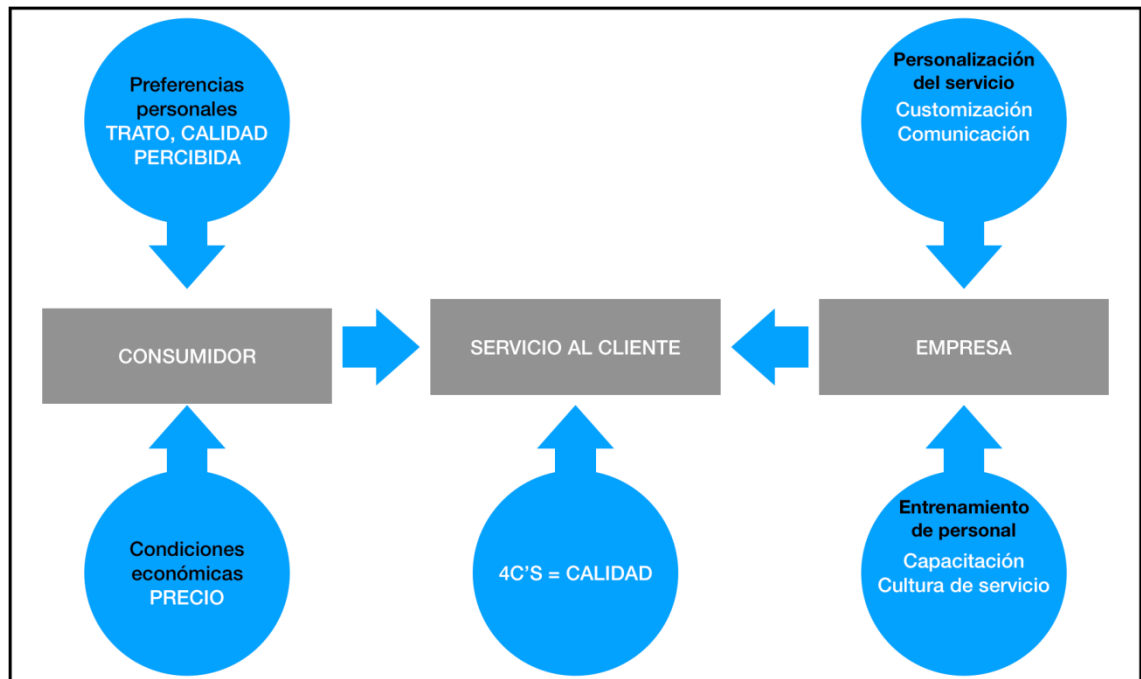 Preferencias
personales
TRATO, CALIDAD
PERCIBIDA
Personalización
del servicio
Customización
Comunicación
CONSUMIDOR
SERVICIO AL CLIENTE
EMPRESA
Condiciones
económicas
PRECIO
4C’S = CALIDAD
Entrenamiento
de personal
Capacitación
Cultura de servicio